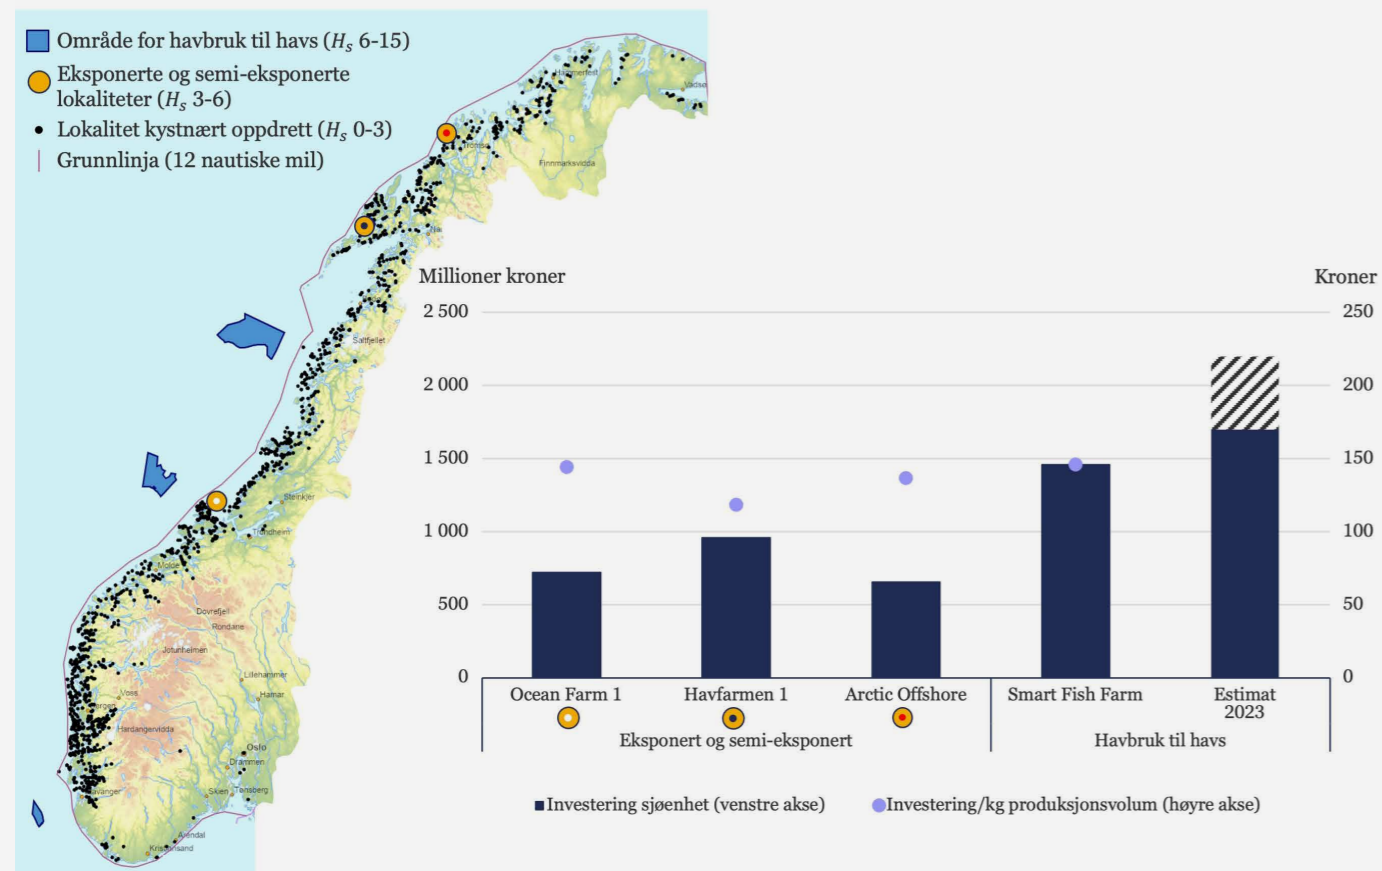 Område for havbruk til havs (Hₛ 6-15)
Eksponerte og semi-eksponerte
lokaliteter (Hₛ 3-6)
Lokalitet kystnært oppdrett (Hₛ 0-3)
Grunnlinja (12 nautiske mil)
Hammerfest
Vadsø
Tromsø
Finnmarksvidda
Saltfjellet
Steinkjer
Trondheim
Molde
Dovrefjell
Rondane
Jotunheimen
Lillehammer
Hamar
Voss
Hardangervidda
Oslo
Drammen
Skien
Tønsberg
Arendal
Kristiansand
Millioner kroner
Kroner
2 500
250
2 000
200
1 500
150
1 000
100
500
50
0
0
Ocean Farm 1
Havfarmen 1
Arctic Offshore
Smart Fish Farm
Estimat
2023
Eksponert og semi-eksponert
Havbruk til havs
Investering sjøenhet (venstre akse)
Investering/kg produksjonsvolum (høyre akse)